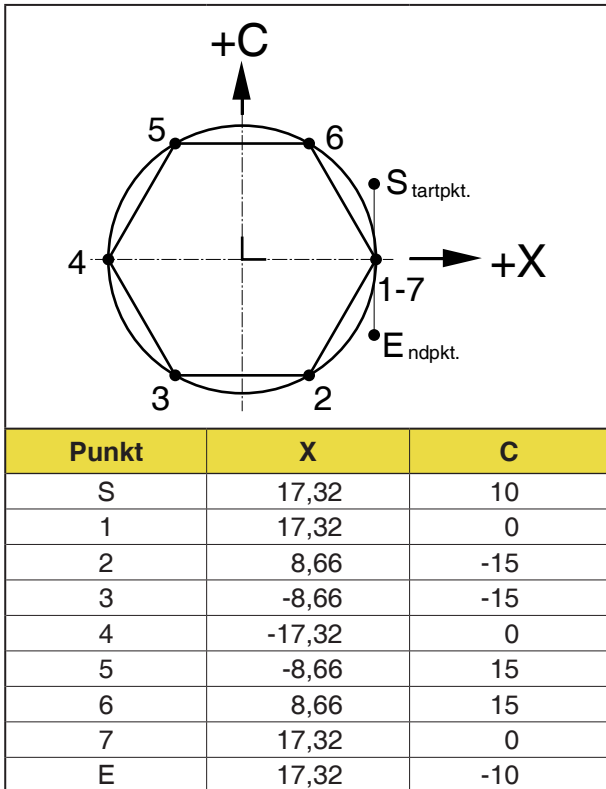 +C
5
6
S tartpkt.
4
+X
1-7
E ndpkt.
3
2
Punkt X C
S 17,32 10
1 17,32 0
2 8,66 -15
3 -8,66 -15
4 -17,32 0
5 -8,66 15
6 8,66 15
7 17,32 0
E 17,32 -10